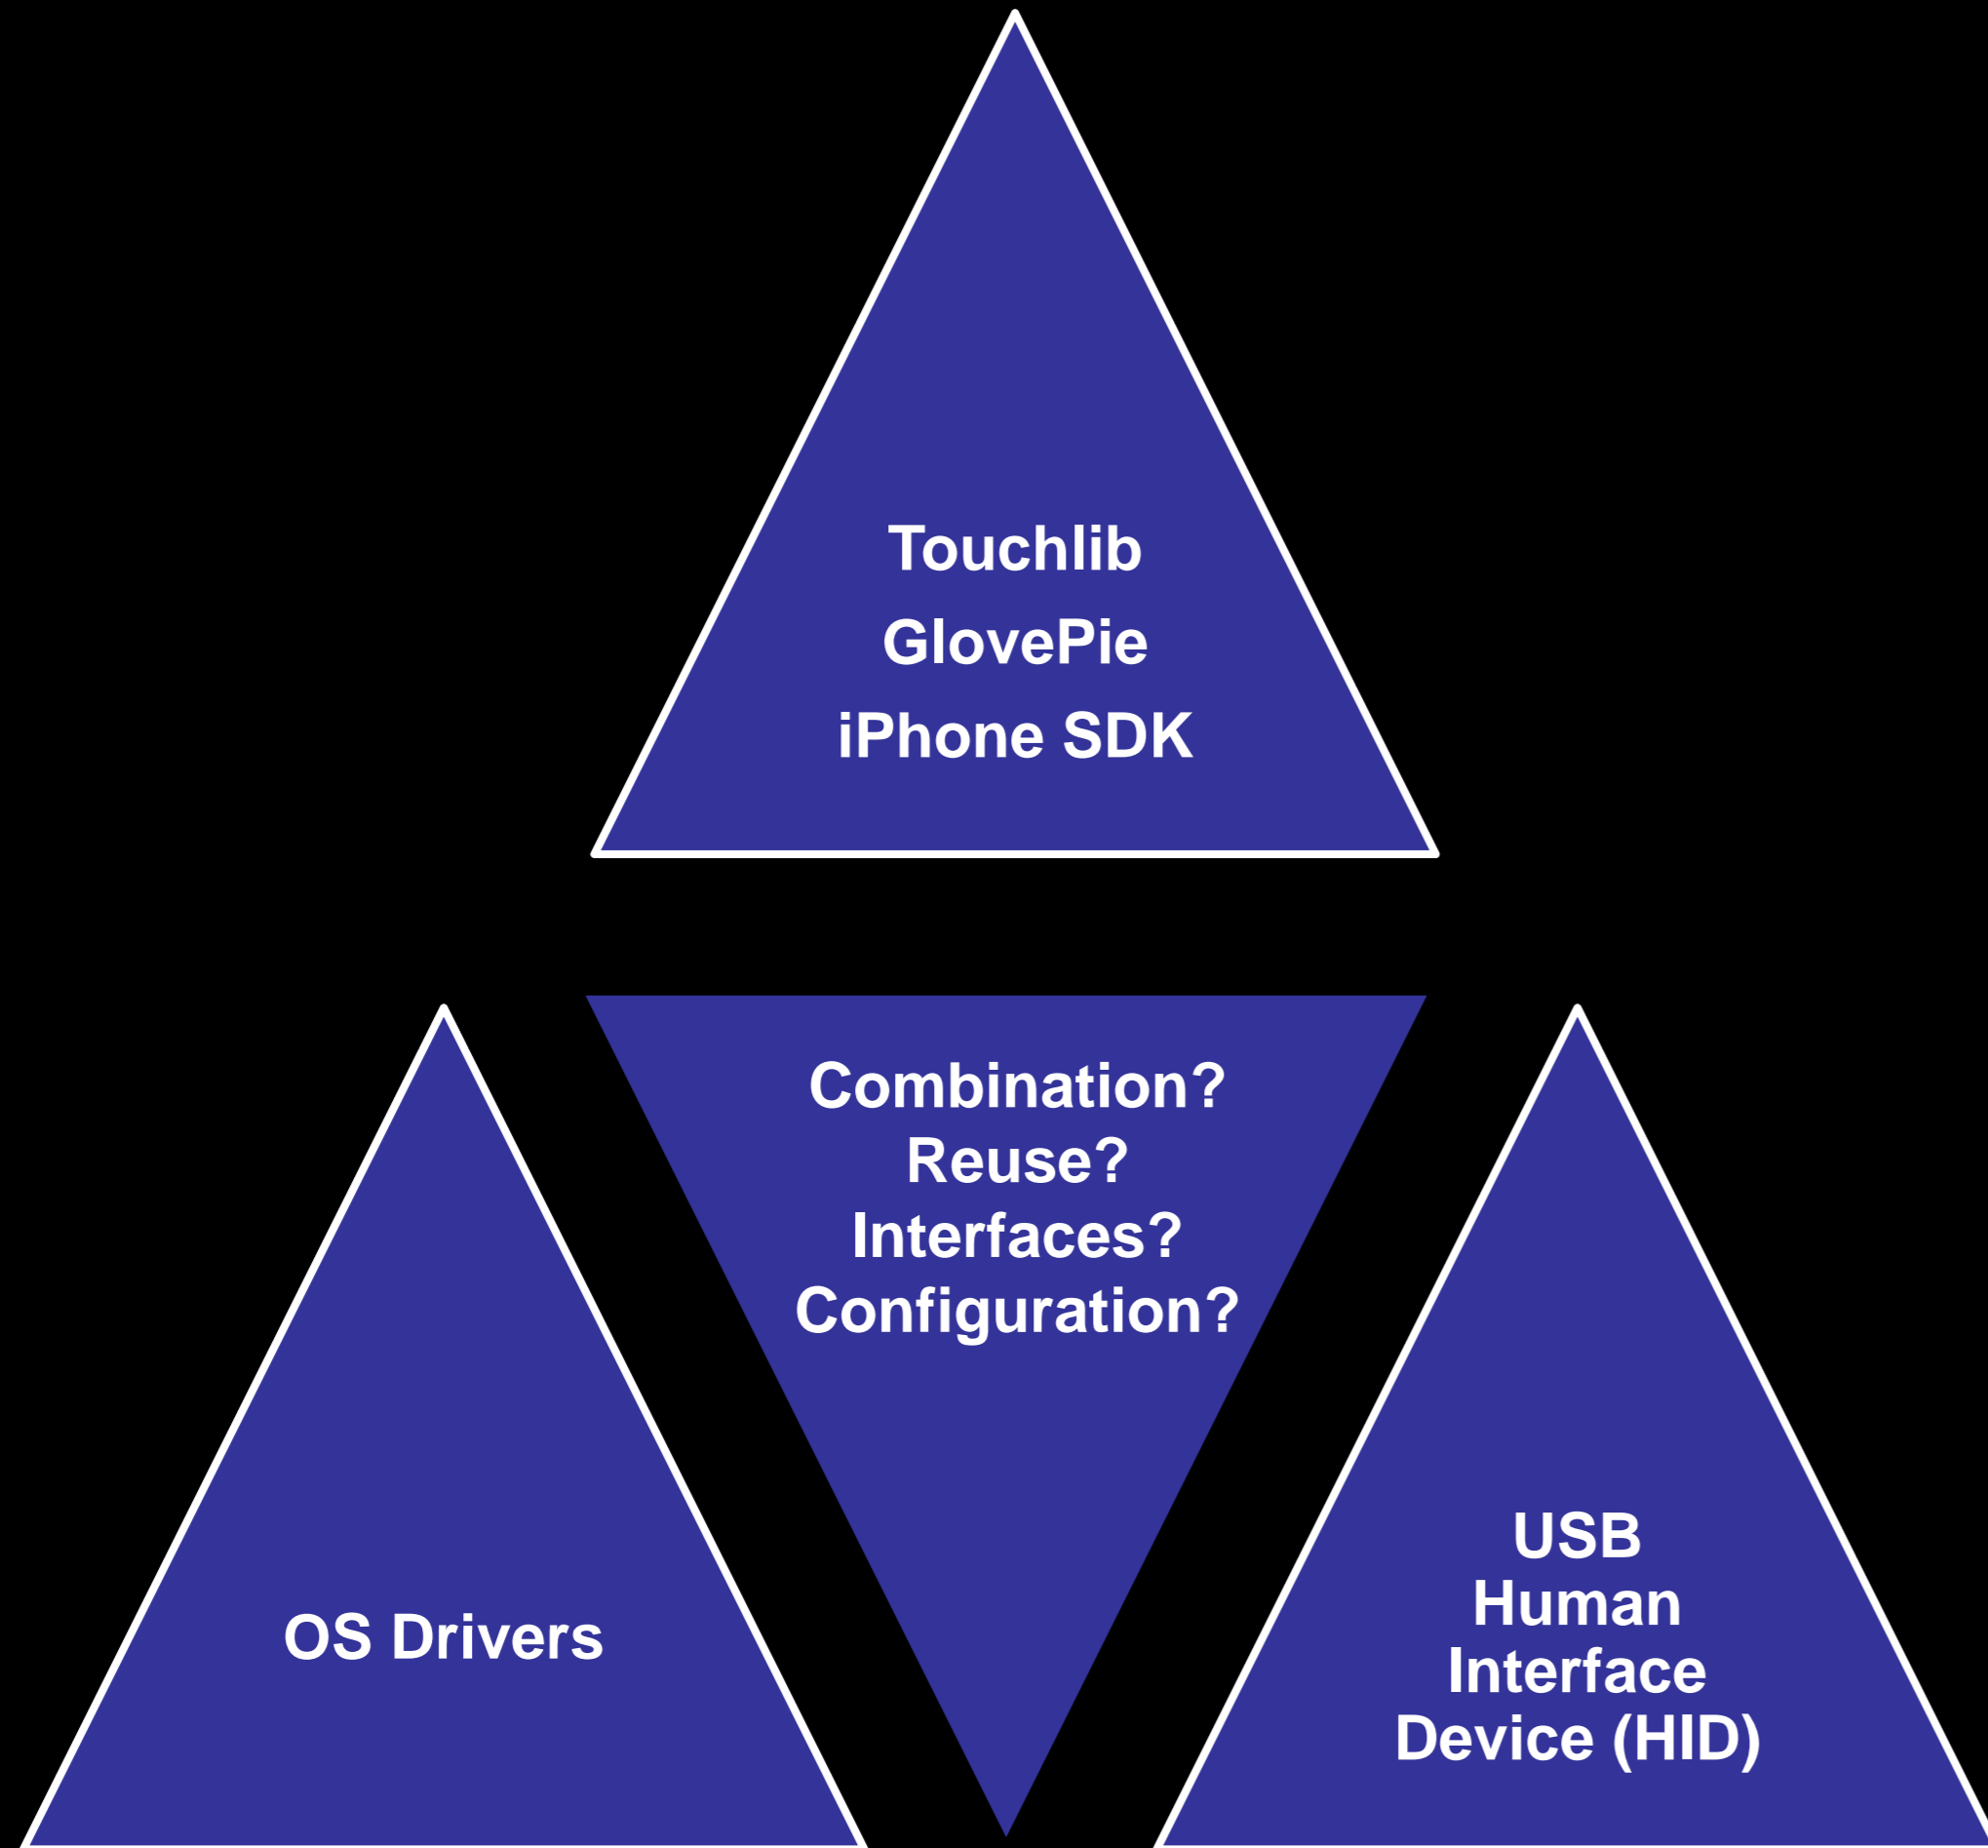 Touchlib
GlovePie
iPhone SDK
Combination?
Reuse?
Interfaces?
Configuration?
OS Drivers
USB
Human
Interface
Device (HID)